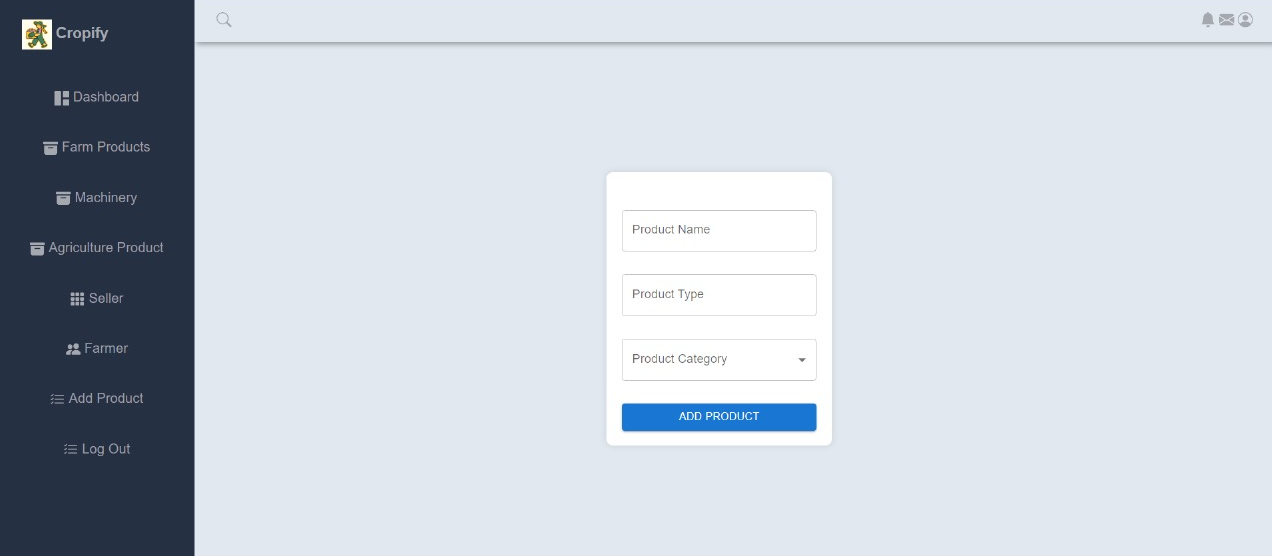 Cropify
Dashboard
Farm Products
Machinery
Agriculture Product
Seller
Farmer
Add Product
Log Out
Product Name
Product Type
Product Category
ADD PRODUCT